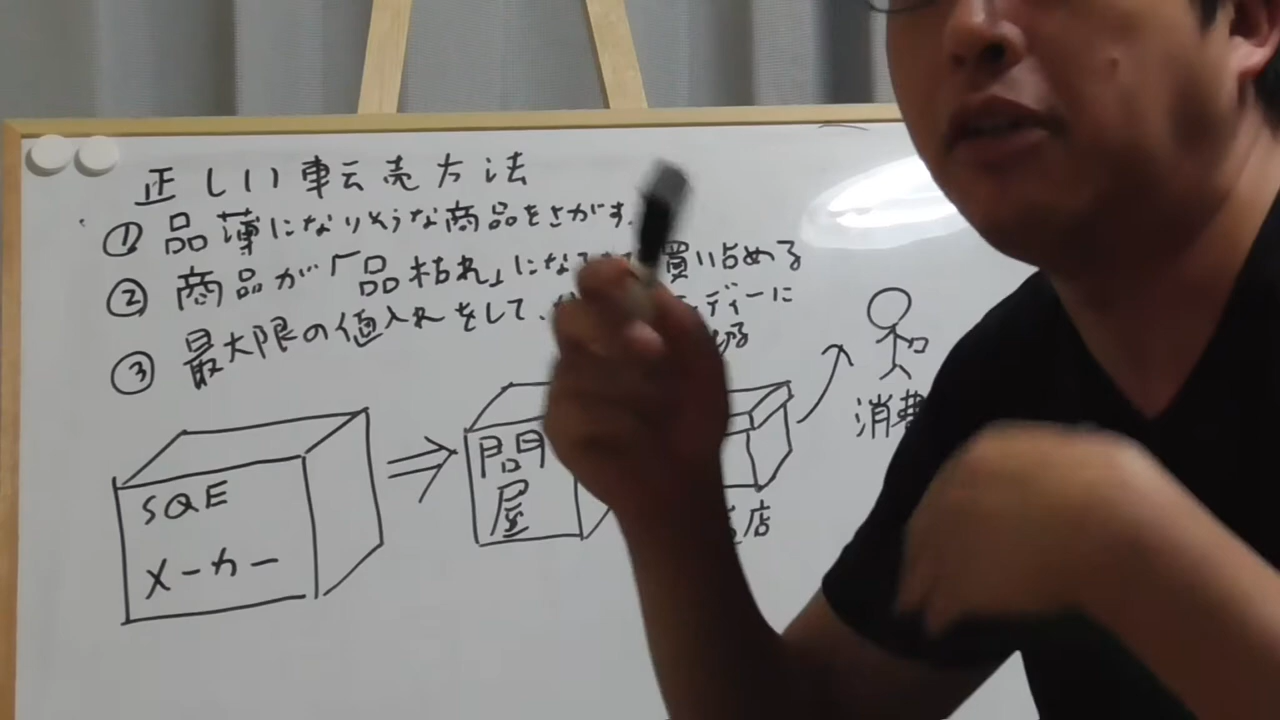 正しい転売方法
① 品薄になりそうな商品をさがす。
② 商品が「品枯れ」になる 買い占める
③ 最大限の値入れをして、 ディーに
る
SQE
メーカー
問屋
店
消費